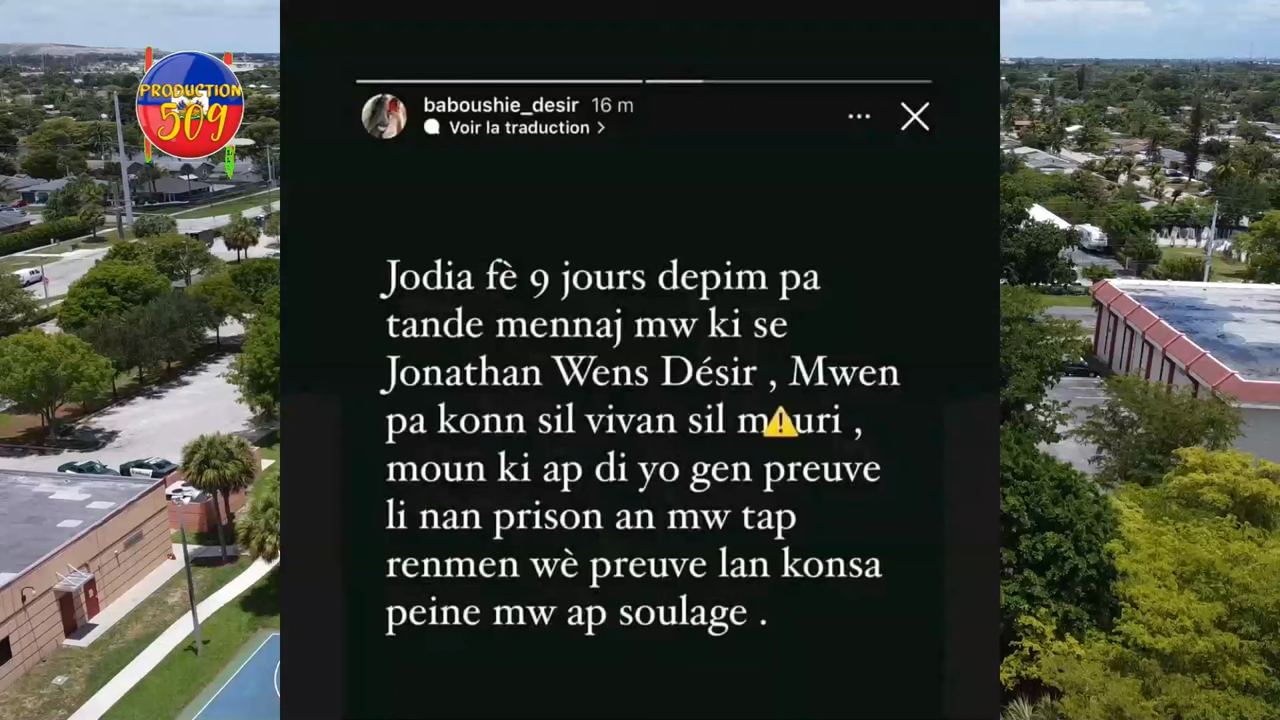 PRODUCTION
509
baboushie_desir 16 m
Voir la traduction >
Jodia fè 9 jours depim pa
tande mennaj mw ki se
Jonathan Wens Désir , Mwen
pa konn sil vivan sil m⚠️uri ,
moun ki ap di yo gen preuve
li nan prison an mw tap
renmen wè preuve lan konsa
peine mw ap soulage .